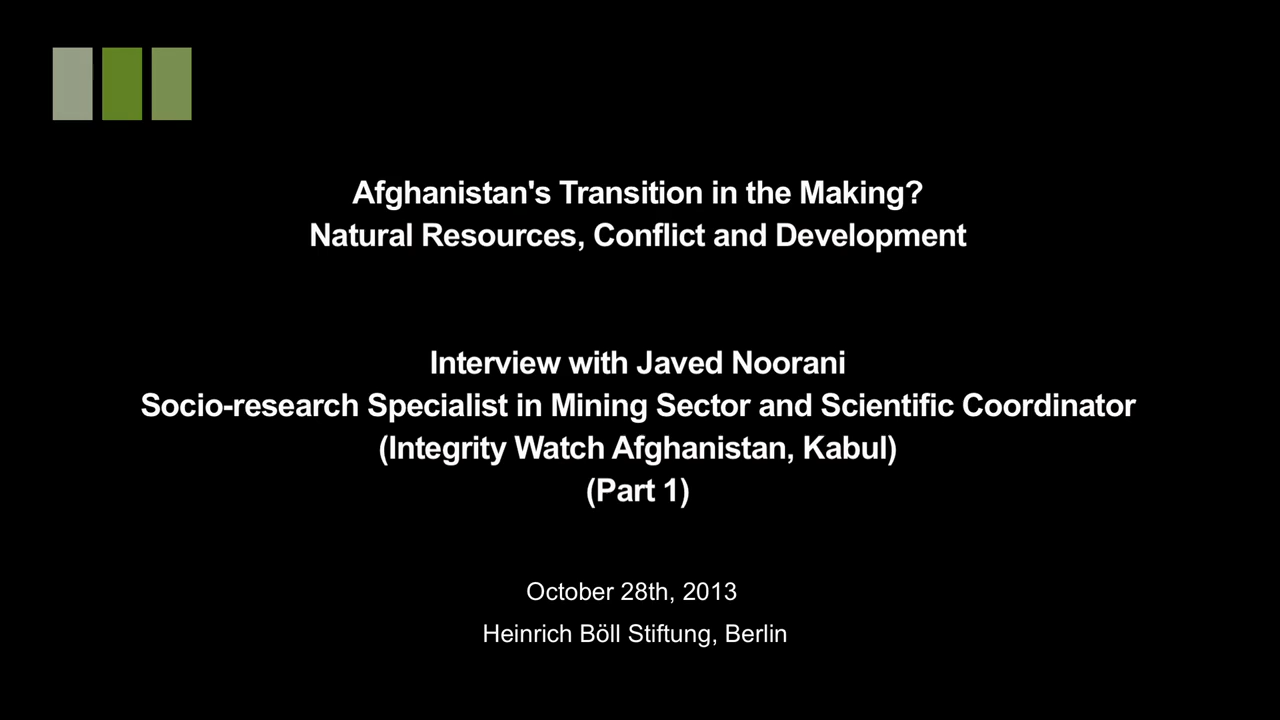 Afghanistan's Transition in the Making?
Natural Resources, Conflict and Development
Interview with Javed Noorani
Socio-research Specialist in Mining Sector and Scientific Coordinator
(Integrity Watch Afghanistan, Kabul)
(Part 1)
October 28th, 2013
Heinrich Böll Stiftung, Berlin